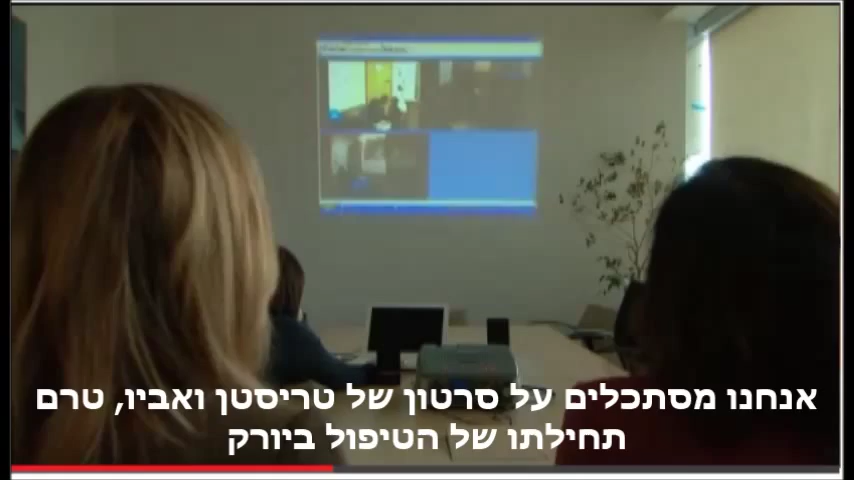 אנחנו מסתכלים על סרטון של טריסטן ואביו, טרם
תחילתו של הטיפול ביורק